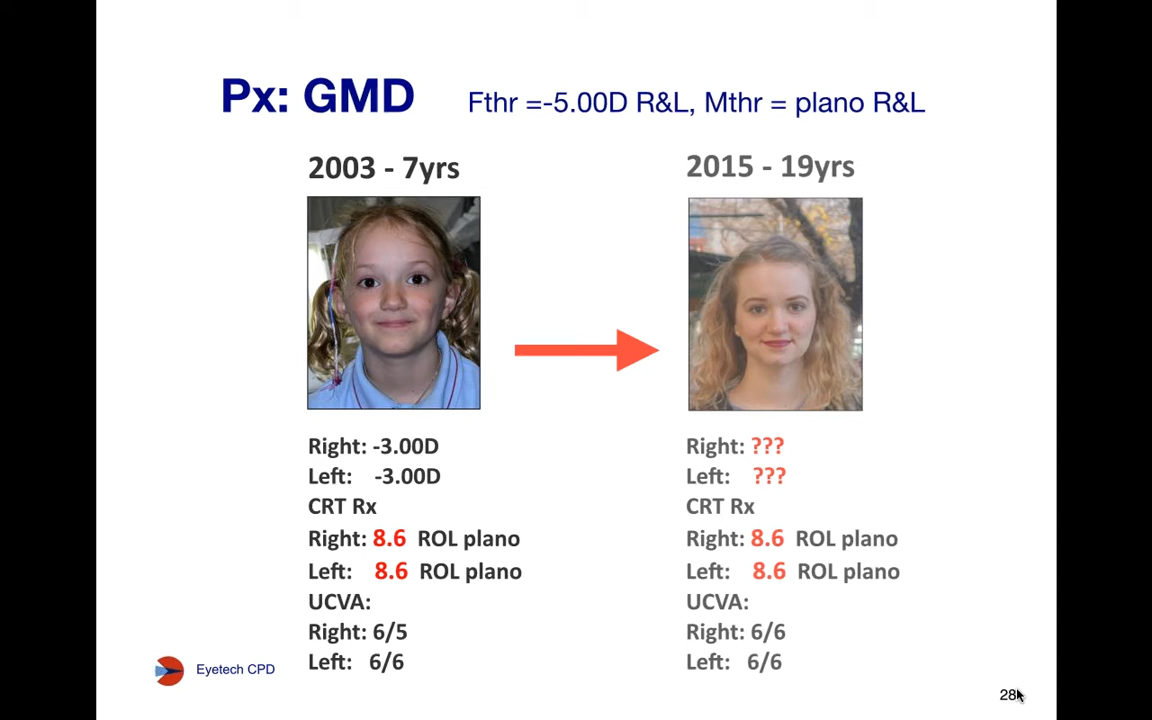 Px: GMD Fthr =-5.00D R&L, Mthr = plano R&L
2003 - 7yrs
Right: -3.00D
Left: -3.00D
CRT Rx
Right: 8.6 ROL plano
Left: 8.6 ROL plano
UCVA:
Right: 6/5
Left: 6/6
2015 - 19yrs
Right: ???
Left: ???
CRT Rx
Right: 8.6 ROL plano
Left: 8.6 ROL plano
UCVA:
Right: 6/6
Left: 6/6
Eyetech CPD
28